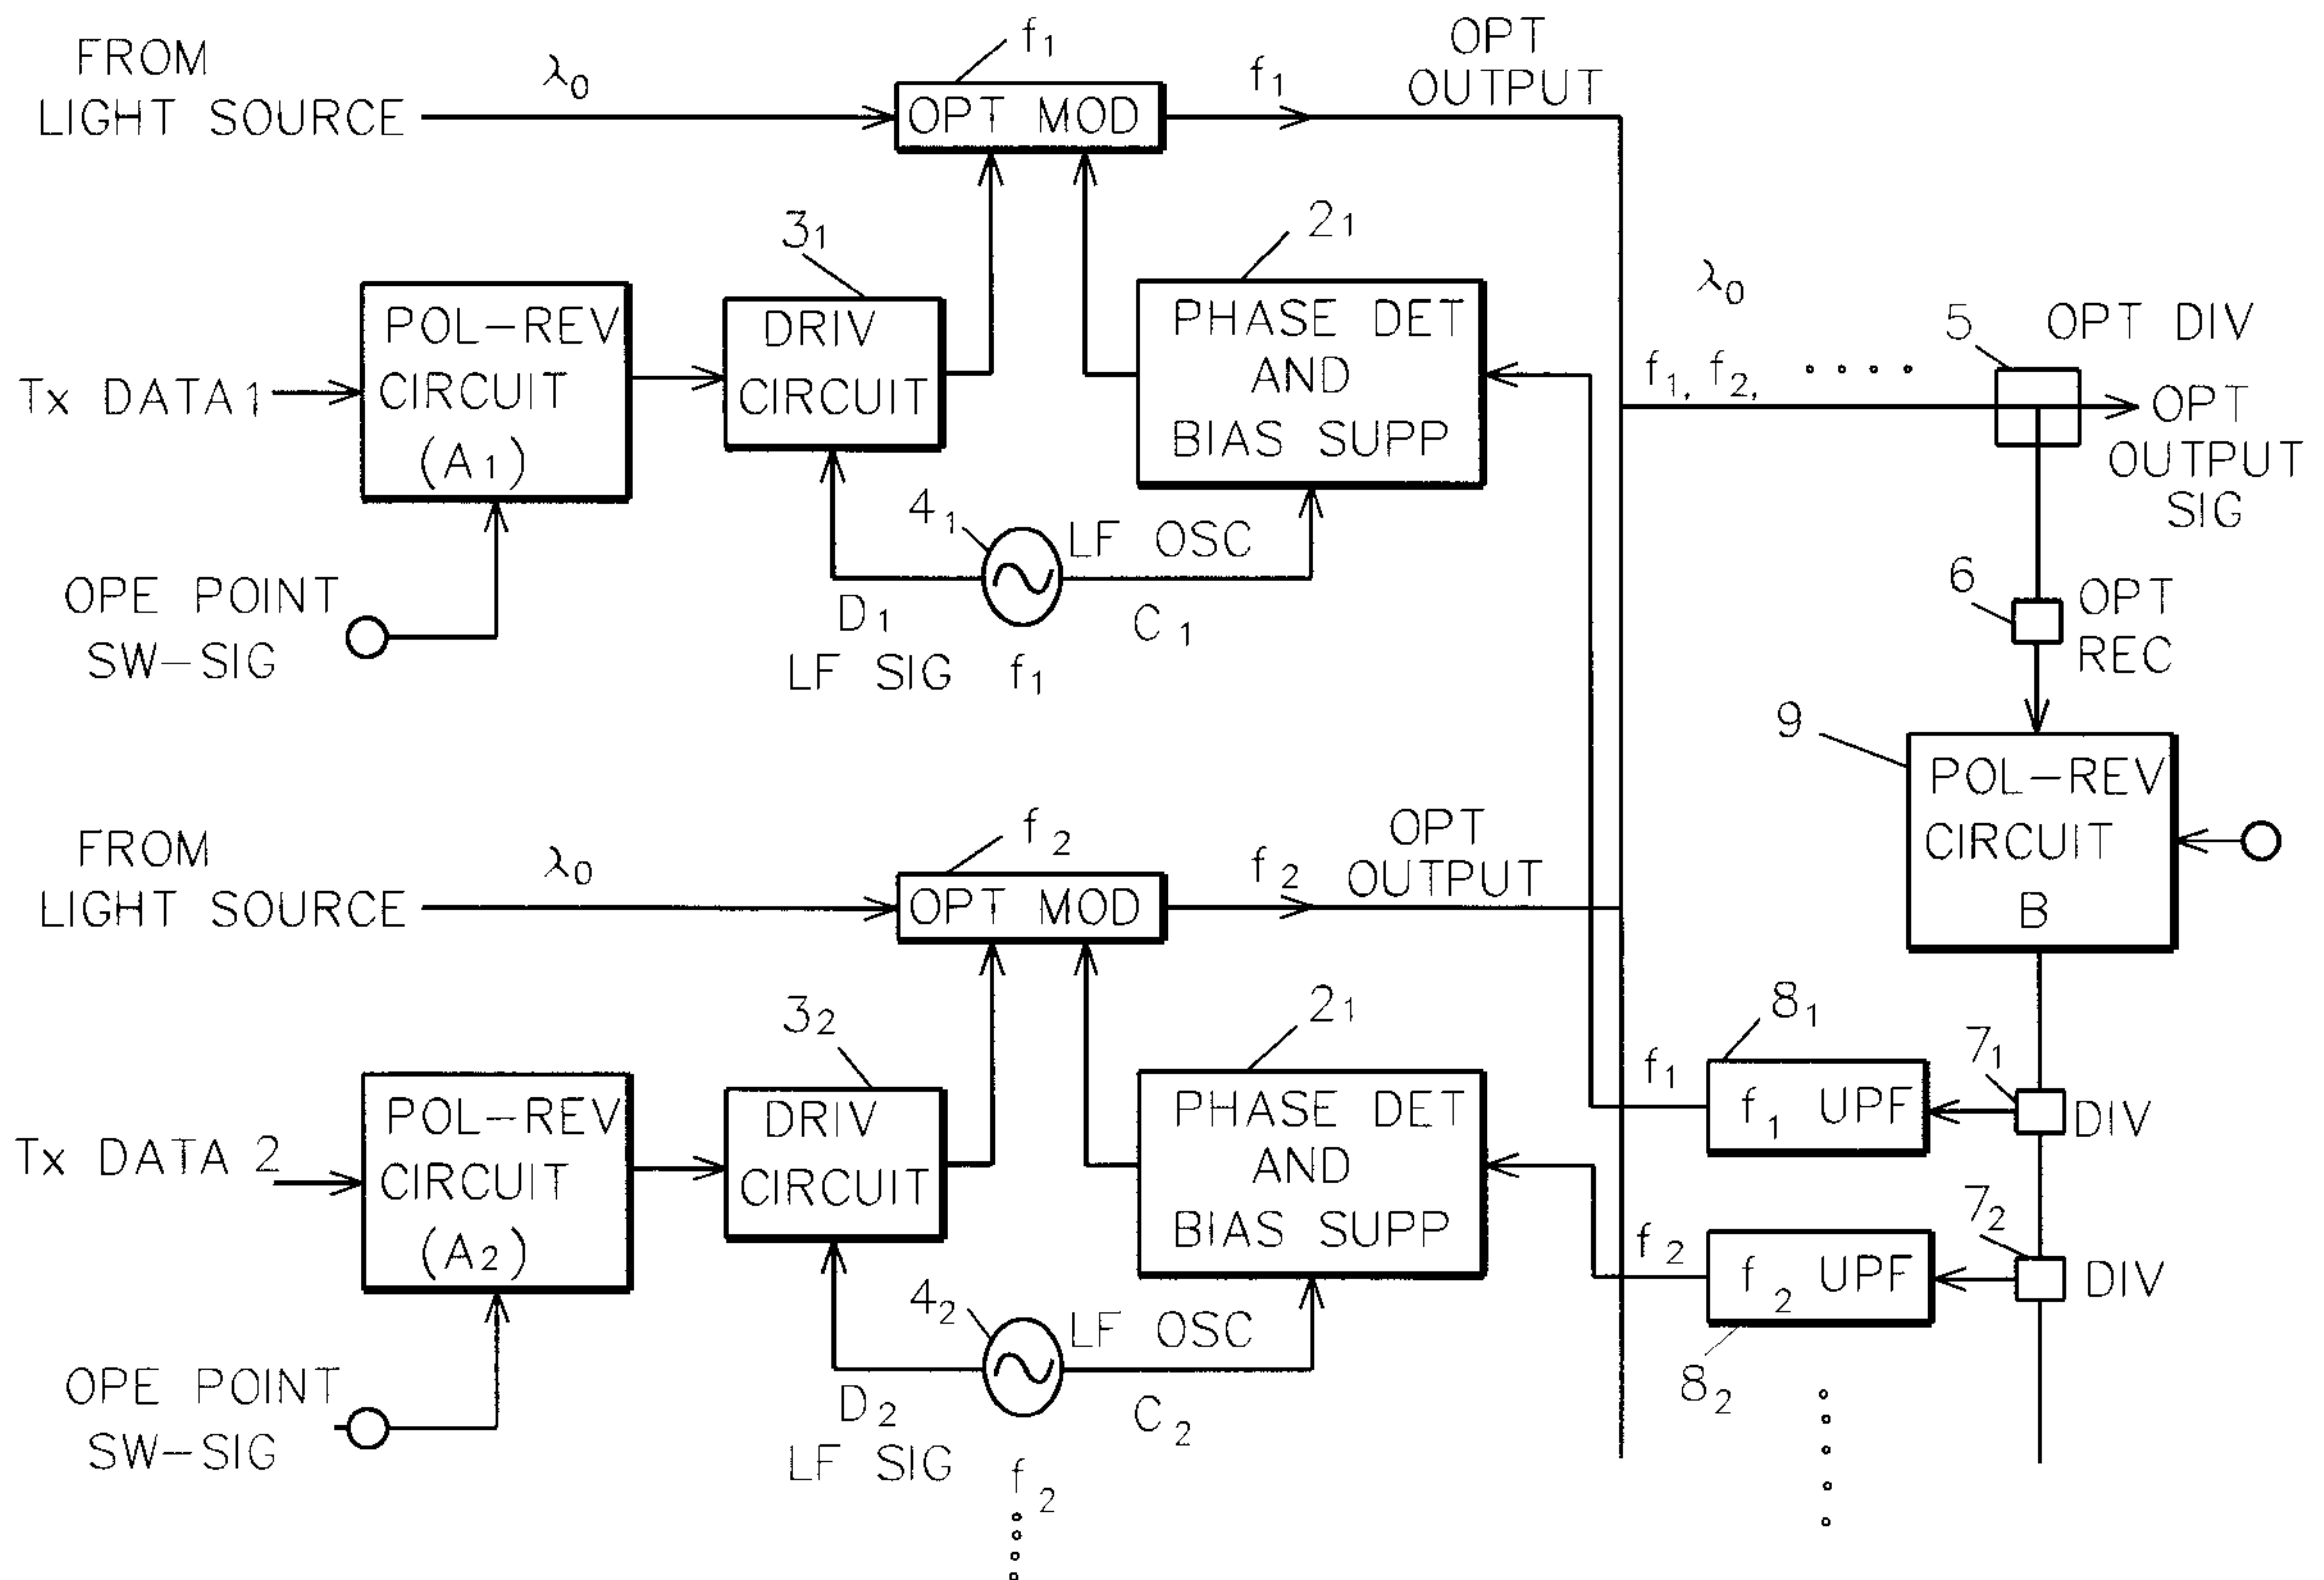 FROM
LIGHT SOURCE
λ₀
f₁
OPT MOD
f₁
OPT
OUTPUT
Tx DATA 1
POL-REV
CIRCUIT
(A₁)
3₁
DRIV
CIRCUIT
2₁
PHASE DET
AND
BIAS SUPP
OPE POINT
SW-SIG
4₁
LF OSC
D₁
C₁
LF SIG f₁
λ₀
f₁, f₂,
5
OPT DIV
OPT
OUTPUT
SIG
6
OPT
REC
9
POL-REV
CIRCUIT
B
FROM
LIGHT SOURCE
λ₀
f₂
OPT MOD
f₂
OPT
OUTPUT
Tx DATA 2
POL-REV
CIRCUIT
(A₂)
3₂
DRIV
CIRCUIT
2₁
PHASE DET
AND
BIAS SUPP
OPE POINT
SW-SIG
4₂
LF OSC
D₂
C₂
LF SIG
f₂
f₁
8₁
f₁ UPF
7₁
DIV
f₂
8₂
f₂ UPF
7₂
DIV